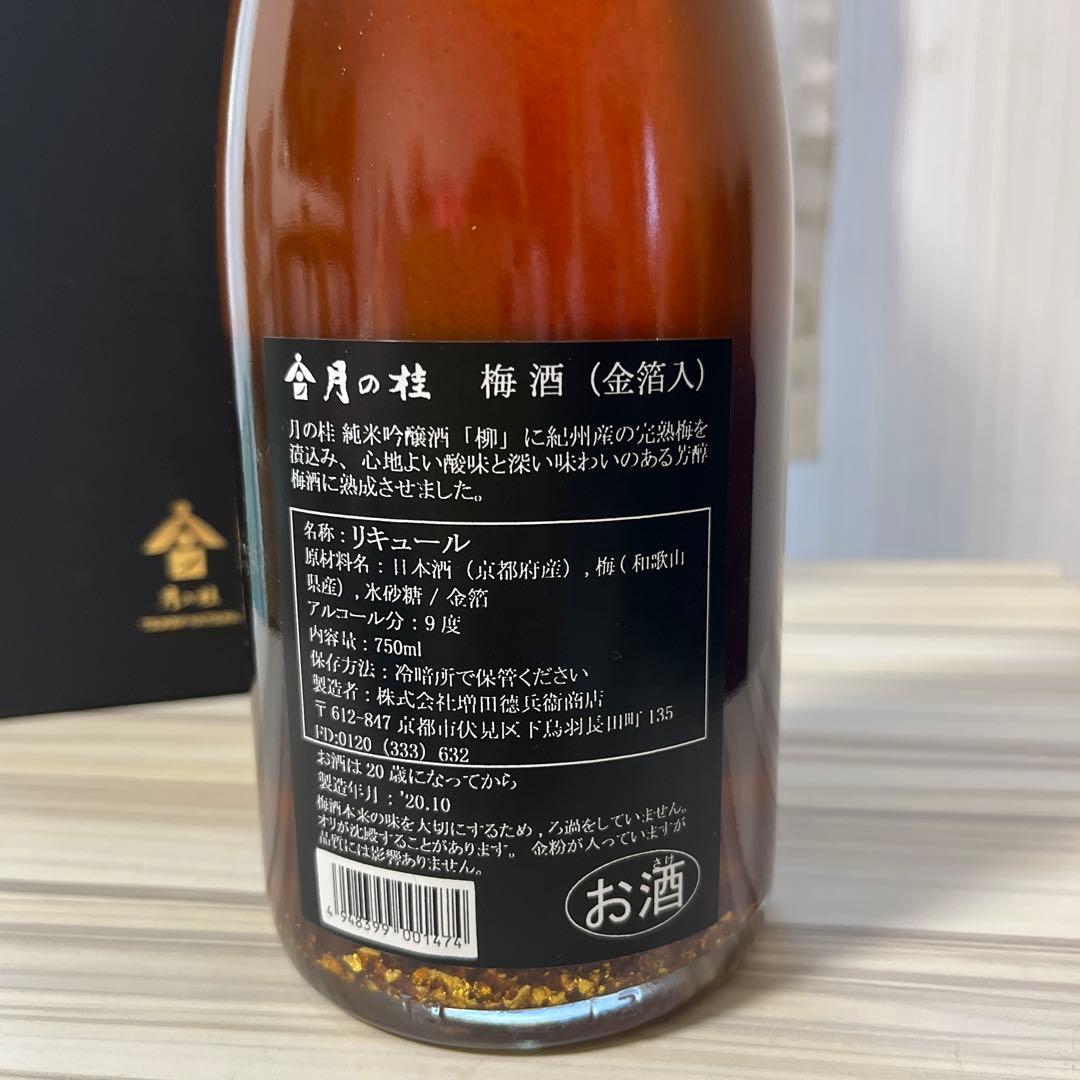 月の桂 梅酒（金箔入）
月の桂 純米吟醸酒「柳」に紀州産の完熟梅を
漬込み、心地よい酸味と深い味わいのある芳醇
梅酒に熟成させました。
名称：リキュール
原材料名：日本酒（京都府産）,梅（和歌山
県産）,氷砂糖 / 金箔
アルコール分：9度
内容量：750ml
保存方法：冷暗所で保管ください
製造者：株式会社増田德兵衞商店
〒612-847 京都市伏見区下鳥羽長田町135
FD:0120 (333) 632
お酒は20歳になってから
製造年月：'20.10
梅酒本来の味を大切にするため,ろ過をしていません。
オリが沈殿することがあります。金粉が入っていますが
品質には影響ありません。
さけ
お酒
4 948399 001474
月の桂